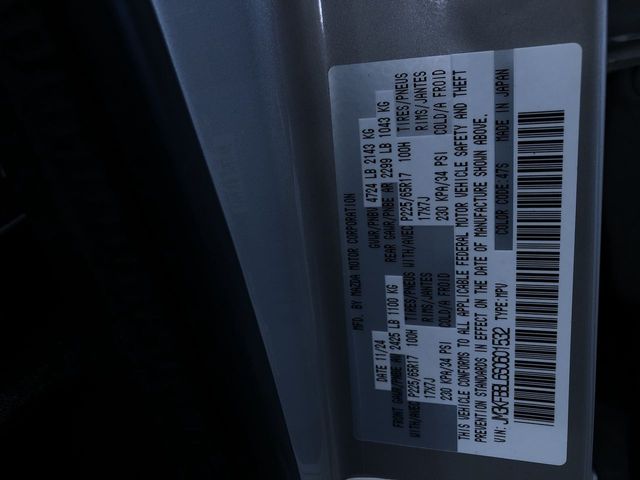 MFD. BY MAZDA MOTOR CORPORATION
DATE 11/24 GVWR/PNBV 4724 LB 2143 KG
FRONT GAWR/PNBE AV 2425 LB 1100 KG REAR GAWR/PNBE AR 2299 LB 1043 KG
WITH/AVEC P225/65R17 100H TIRES/PNEUS WITH/AVEC P225/65R17 100H TIRES/PNEUS
17X7J RIMS/JANTES 17X7J RIMS/JANTES
230 KPA/34 PSI COLD/A FROID 230 KPA/34 PSI COLD/A FROID
THIS VEHICLE CONFORMS TO ALL APPLICABLE FEDERAL MOTOR VEHICLE SAFETY AND THEFT
PREVENTION STANDARDS IN EFFECT ON THE DATE OF MANUFACTURE SHOWN ABOVE.
VIN: TYPE:MPV COLOR CODE:47S MADE IN JAPAN